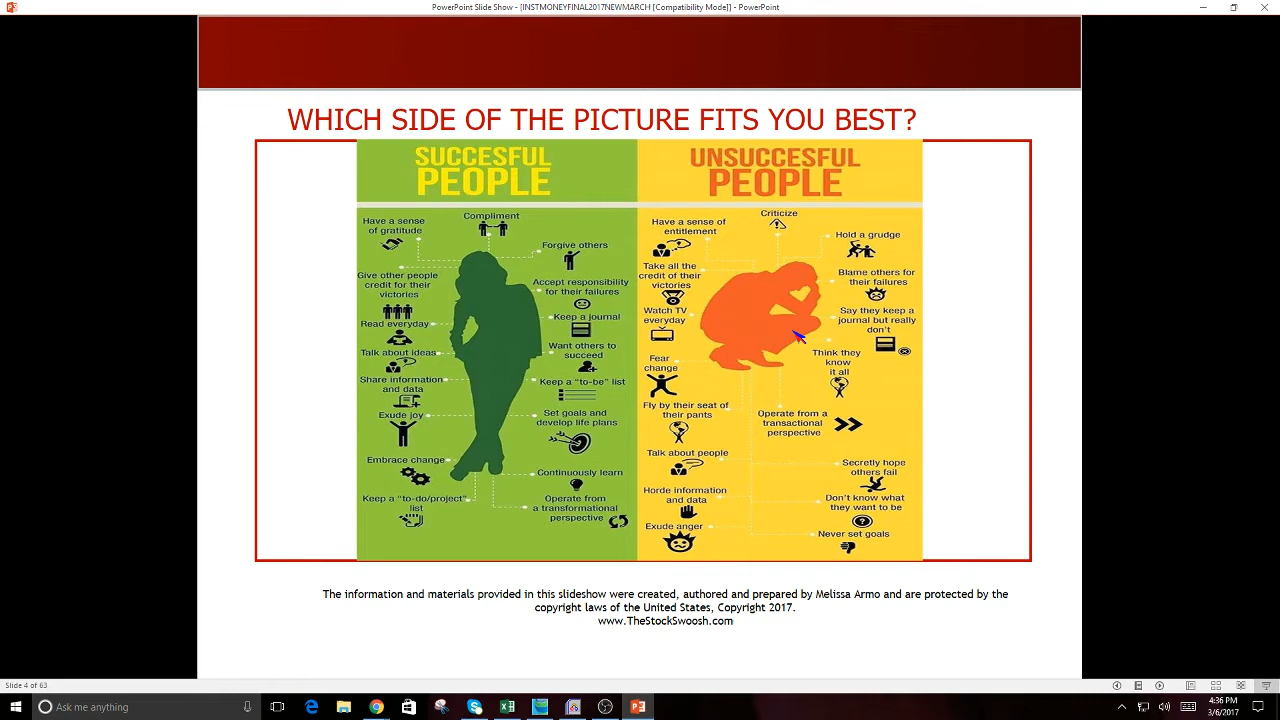 PowerPoint Slide Show - [INSTMONEYFINAL2017NEWMARCH [Compatibility Mode]] - PowerPoint
WHICH SIDE OF THE PICTURE FITS YOU BEST?
SUCCESFUL
PEOPLE
Have a sense
of gratitude
Compliment
Forgive others
Give other people
credit for their
victories
Accept responsibility
for their failures
Read everyday
Keep a journal
Talk about ideas
Want others to
succeed
Share information
and data
Keep a "to-be" list
Exude joy
Set goals and
develop life plans
Embrace change
Continuously learn
Keep a "to-do/project"
list
Operate from
a transformational
perspective
UNSUCCESFUL
PEOPLE
Have a sense of
entitlement
Criticize
Hold a grudge
Take all the
credit of their
victories
Blame others for
their failures
Watch TV
everyday
Say they keep a
journal but really
don't
Fear
change
Think they
know
it all
Fly by their seat of
their pants
Operate from a
transactional
perspective
Talk about people
Secretly hope
others fail
Horde information
and data
Don't know what
they want to be
Exude anger
Never set goals
The information and materials provided in this slideshow were created, authored and prepared by Melissa Armo and are protected by the
copyright laws of the United States, Copyright 2017.
www.TheStockSwoosh.com
Slide 4 of 63
Ask me anything
4:36 PM
3/6/2017